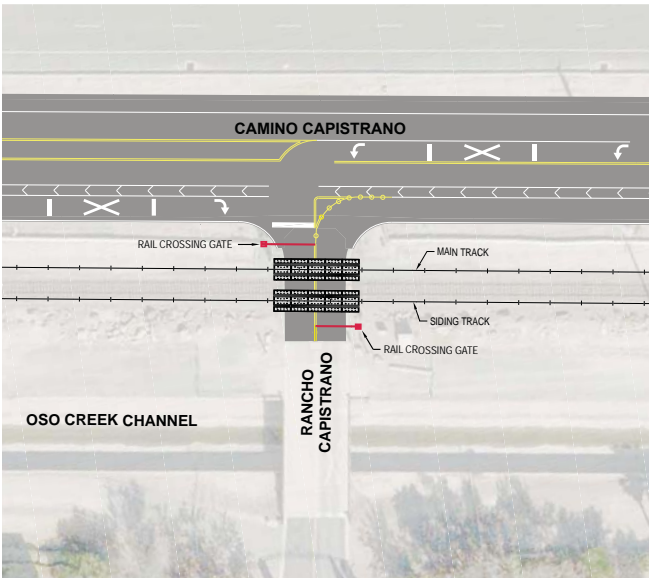 CAMINO CAPISTRANO
RAIL CROSSING GATE
MAIN TRACK
SIDING TRACK
RAIL CROSSING GATE
RANCHO
CAPISTRANO
OSO CREEK CHANNEL